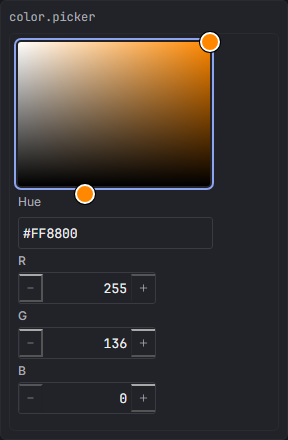 color.picker
Hue
#FF8800
R
− 255 +
G
− 136 +
B
− 0 +